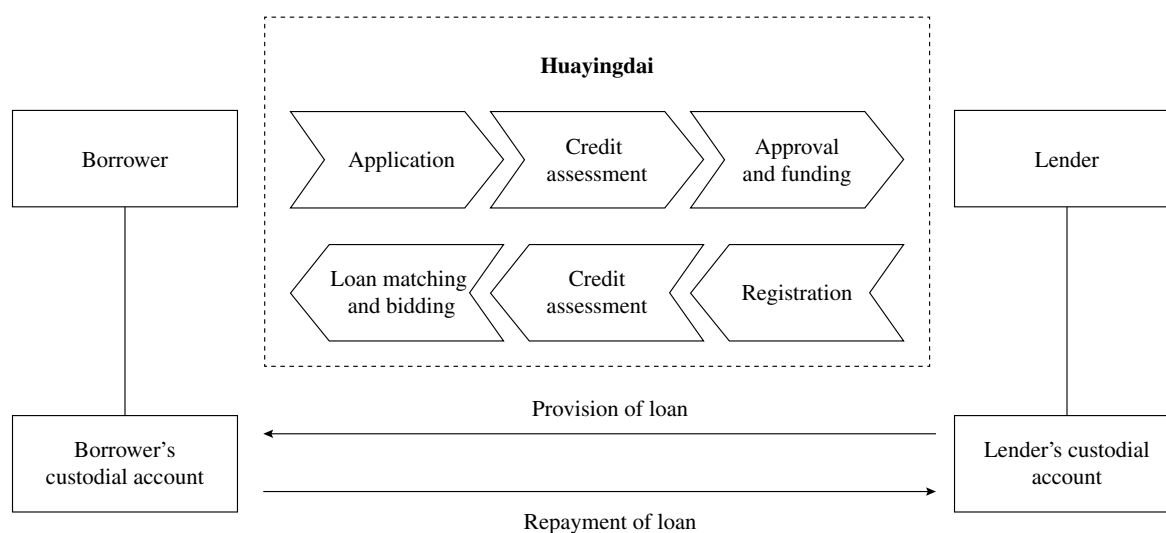 Huayingdai
Borrower
Application
Credit
assessment
Approval
and funding
Lender
Loan matching
and bidding
Credit
assessment
Registration
Provision of loan
Borrower's
custodial account
Lender's custodial
account
Repayment of loan